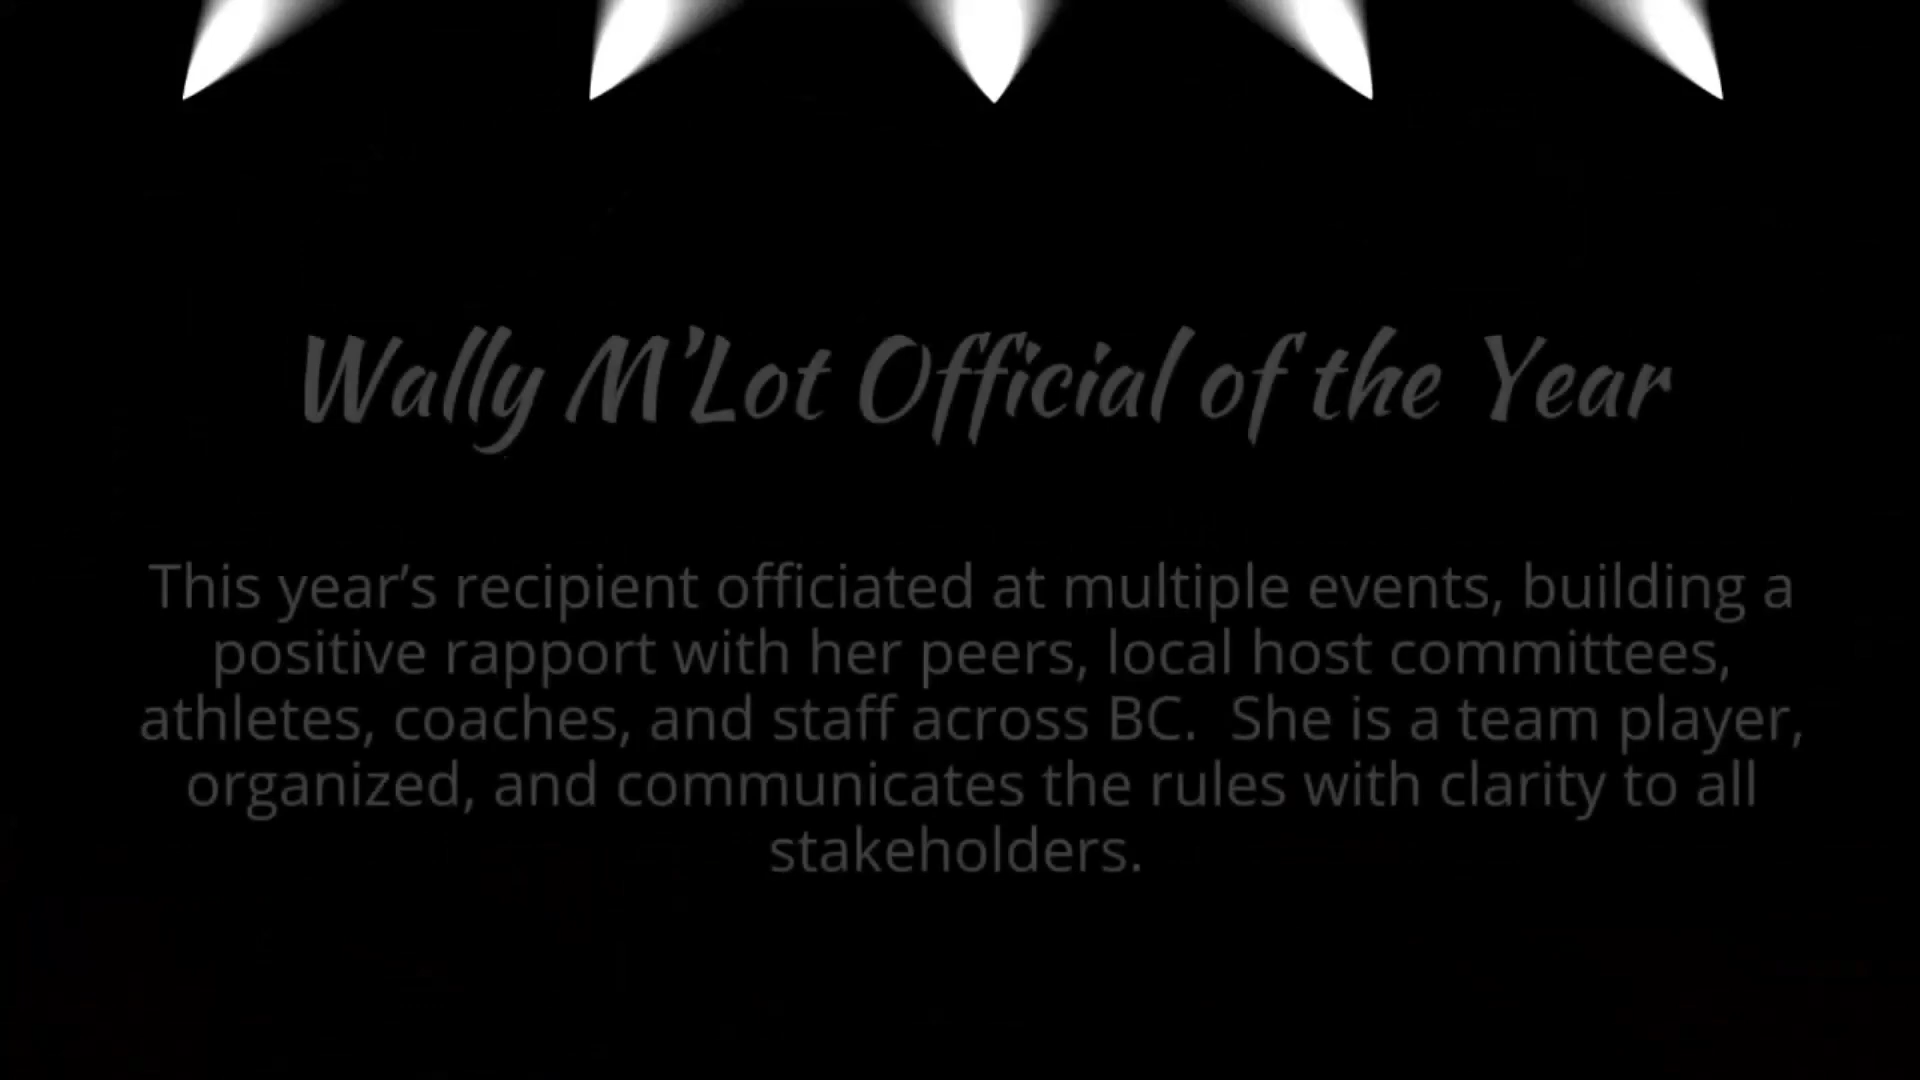 Wally M'Lot Official of the Year
This year’s recipient officiated at multiple events, building a
positive rapport with her peers, local host committees,
athletes, coaches, and staff across BC.  She is a team player,
organized, and communicates the rules with clarity to all
stakeholders.